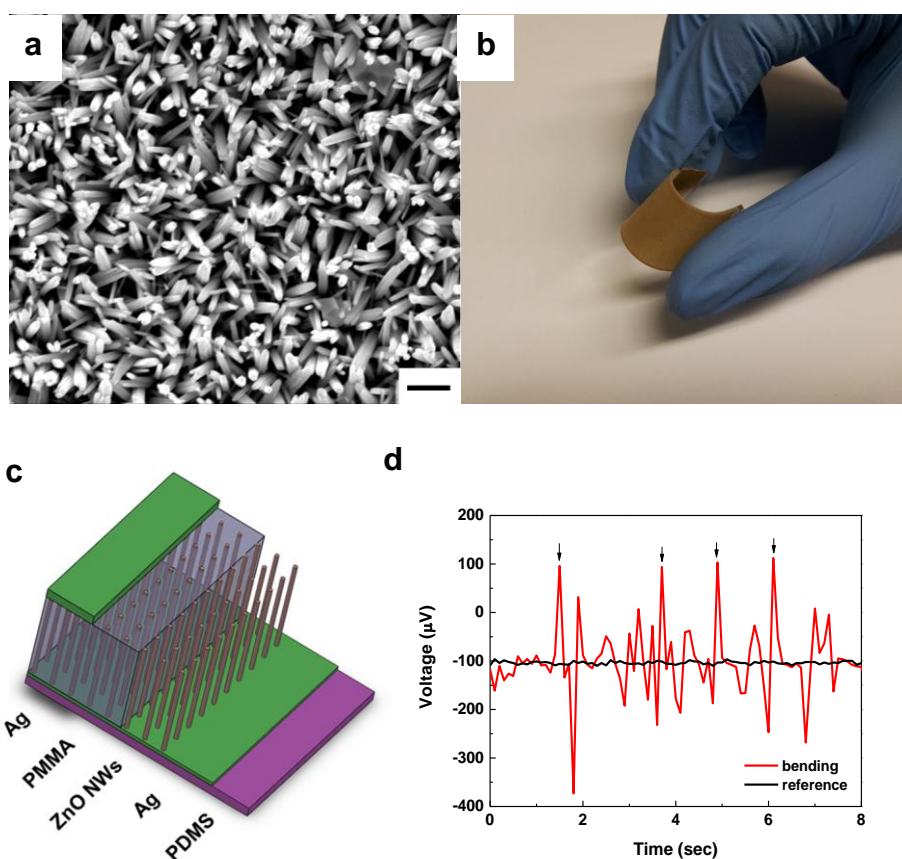 a
b
c
Ag
PMMA
ZnO NWs
Ag
PDMS
d
200
100
0
-100
-200
-300
-400
Voltage (µV)
bending
reference
0
2
4
6
8
Time (sec)